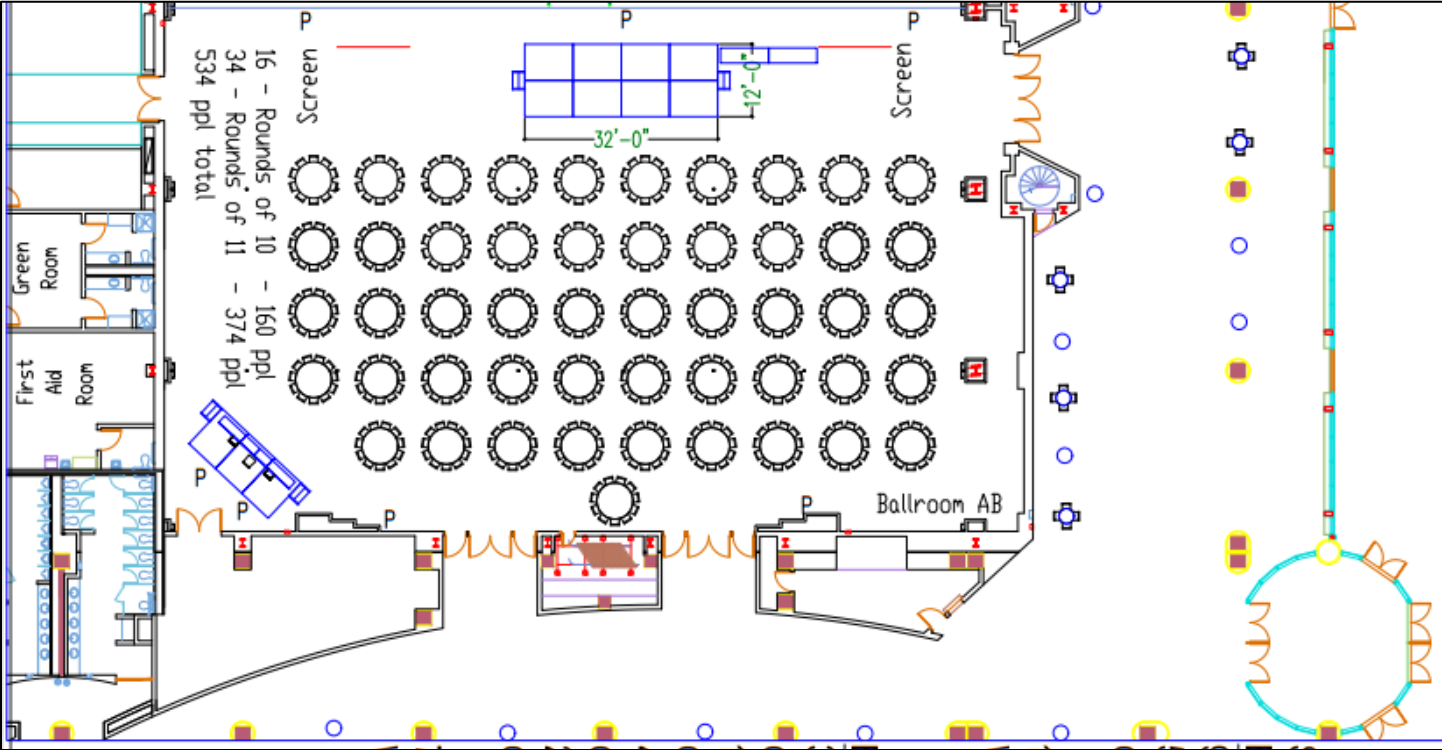 P
P
P
Screen
Screen
16 - Rounds of 10 - 160 ppl
34 - Rounds of 11 - 374 ppl
534 ppl total
12'-0"
32'-0"
Green
Room
First
Aid
Room
P
P
P
P
Ballroom AB